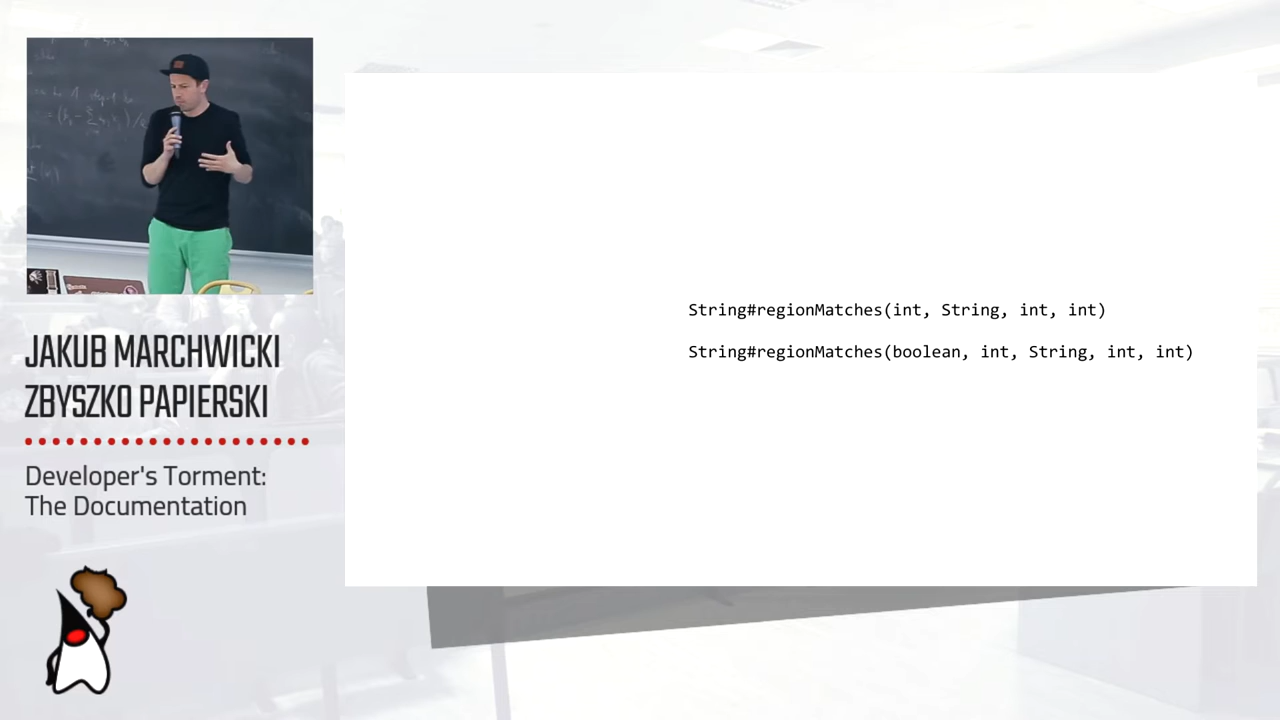 JAKUB MARCHWICKI
ZBYSZKO PAPIERSKI
Developer's Torment:
The Documentation
String#regionMatches(int, String, int, int)
String#regionMatches(boolean, int, String, int, int)